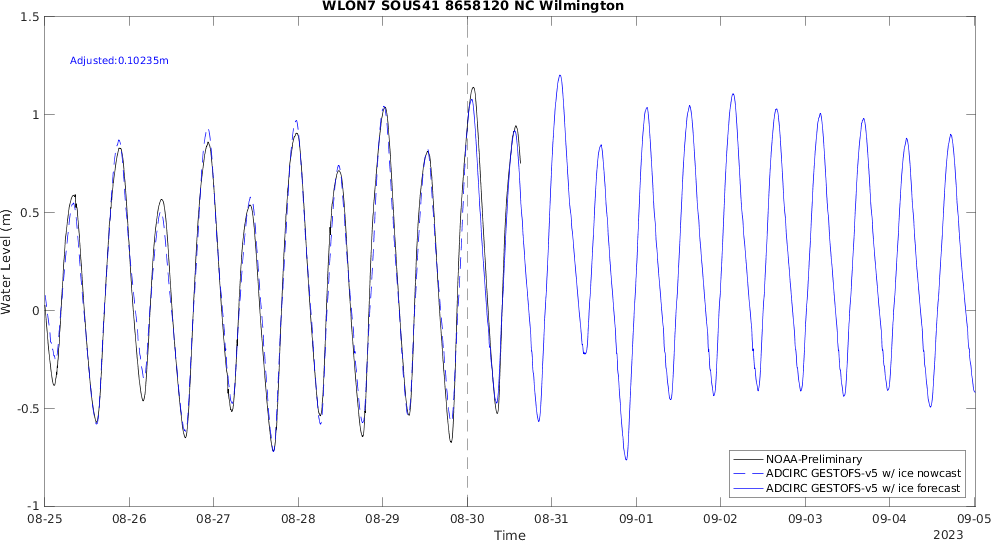 WLON7 SOUS41 8658120 NC Wilmington
Adjusted:0.10235m
Water Level (m)
1.5
1
0.5
0
-0.5
-1
NOAA-Preliminary
ADCIRC GESTOFS-v5 w/ ice nowcast
ADCIRC GESTOFS-v5 w/ ice forecast
08-25 08-26 08-27 08-28 08-29 08-30 08-31 09-01 09-02 09-03 09-04 09-05
Time
2023